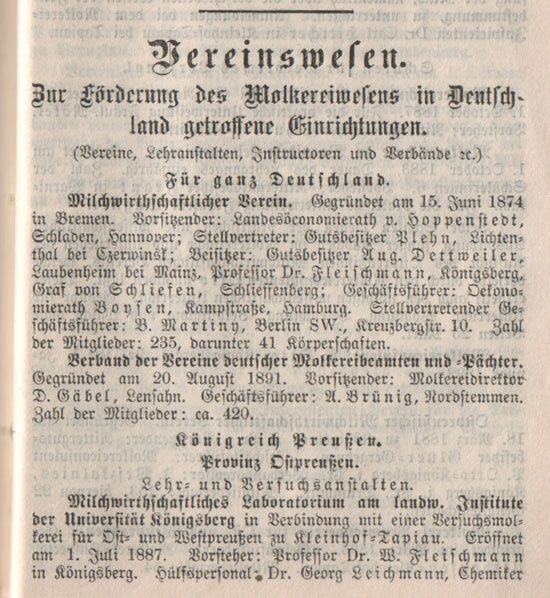 Vereinswesen.
Zur Förderung des Molkereiwesens in Deutsch-
land getroffene Einrichtungen.
(Vereine, Lehranstalten, Instructoren und Verbände ꝛc.)
Für ganz Deutschland.
Milchwirthschaftlicher Verein. Gegründet am 15. Juni 1874
in Bremen. Vorsitzender: Landesöconomierath v. Hoppenstedt,
Schladen, Hannover; Stellvertreter: Gutsbesitzer Plehn, Lichten-
thal bei Czerwinsk; Beisitzer: Gutsbesitzer Aug. Dettweiler,
Laubenheim bei Mainz, Professor Dr. Fleischmann, Königsberg,
Graf von Schliefen, Schlieffenberg; Geschäftsführer: Oekono-
mierath Boysen, Kampstraße, Hamburg. Stellvertretender Ge-
schäftsführer: B. Martiny, Berlin SW., Kreuzbergstr. 10. Zahl
der Mitglieder: 235, darunter 41 Körperschaften.
Verband der Vereine deutscher Molkereibeamten und -Pächter.
Gegründet am 20. August 1891. Vorsitzender: Molkereidirektor
D. Gäbel, Lensahn. Geschäftsführer: A. Brünig, Nordstemmen.
Zahl der Mitglieder: ca. 420.
Königreich Preußen.
Provinz Ostpreußen.
Lehr- und Versuchsanstalten.
Milchwirthschaftliches Laboratorium am landw. Institute
der Universität Königsberg in Verbindung mit einer Versuchsmol-
kerei für Ost- und Westpreußen zu Kleinhof-Tapiau. Eröffnet
am 1. Juli 1887. Vorsteher: Professor Dr. W. Fleischmann
in Königsberg. Hülfspersonal: Dr. Georg Leichmann, Chemiker